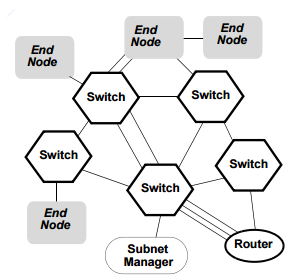 End
Node
End
Node
End
Node
Switch
Switch
Switch
Switch
Switch
End
Node
Subnet
Manager
Router